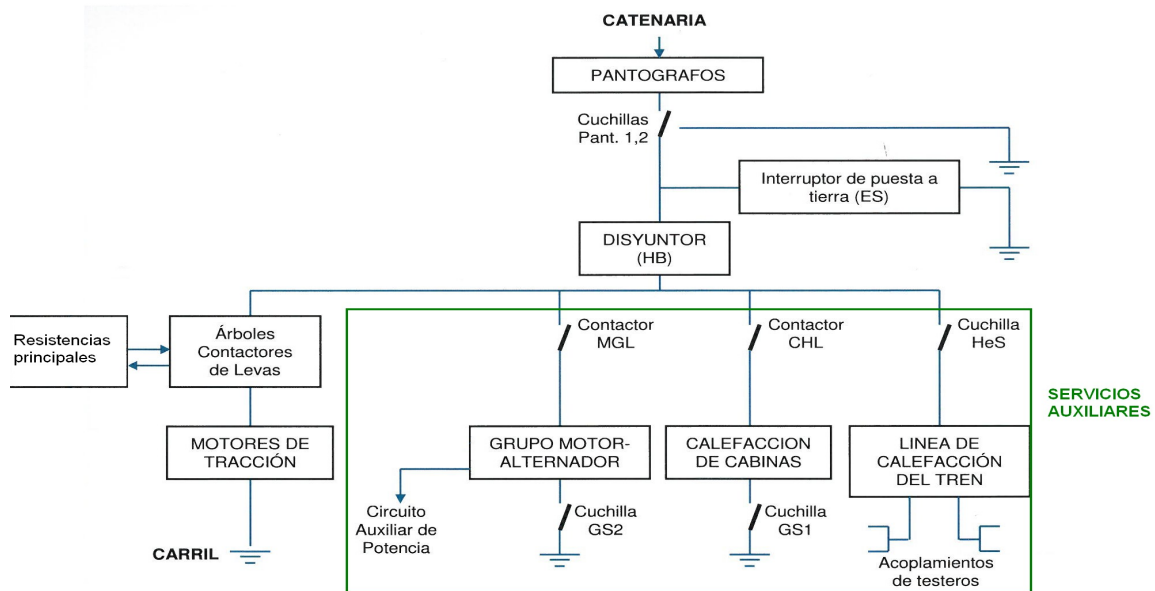 CATENARIA
PANTOGRAFOS
Cuchillas
Pant. 1,2
Interruptor de puesta a
tierra (ES)
DISYUNTOR
(HB)
Resistencias
principales
Árboles
Contactores
de Levas
Contactor
MGL
Contactor
CHL
Cuchilla
HeS
SERVICIOS
AUXILIARES
MOTORES DE
TRACCIÓN
GRUPO MOTOR-
ALTERNADOR
CALEFACCION
DE CABINAS
LINEA DE
CALEFACCIÓN
DEL TREN
Circuito
Auxiliar de
Potencia
Cuchilla
GS2
Cuchilla
GS1
CARRIL
Acoplamientos
de testeros